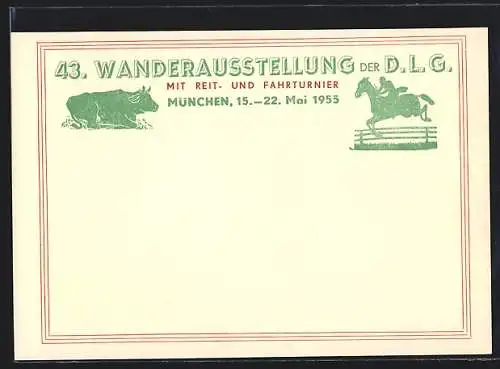 43. WANDERAUSSTELLUNG DER D.L.G.
MIT REIT- UND FAHRTURNIER
MÜNCHEN, 15.—22. Mai 1955